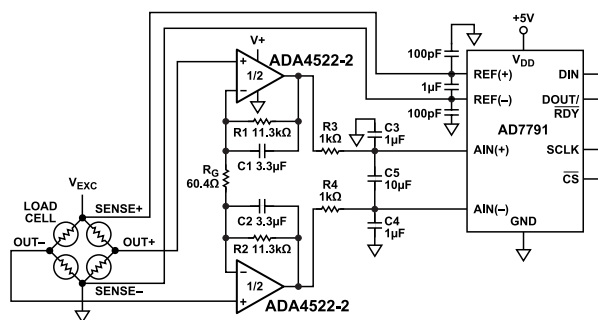 +5V
V+
ADA4522-2
+
1/2
−
R1 11.3kΩ
C1 3.3µF
RG
60.4Ω
C2 3.3µF
R2 11.3kΩ
−
1/2
+
ADA4522-2
VEXC
LOAD
CELL
SENSE+
OUT−
OUT+
SENSE−
R3
1kΩ
R4
1kΩ
C3
1µF
C5
10µF
C4
1µF
100pF
1µF
100pF
VDD
REF(+)
DIN
REF(−)
DOUT/
RDY
AD7791
AIN(+)
SCLK
CS
AIN(−)
GND